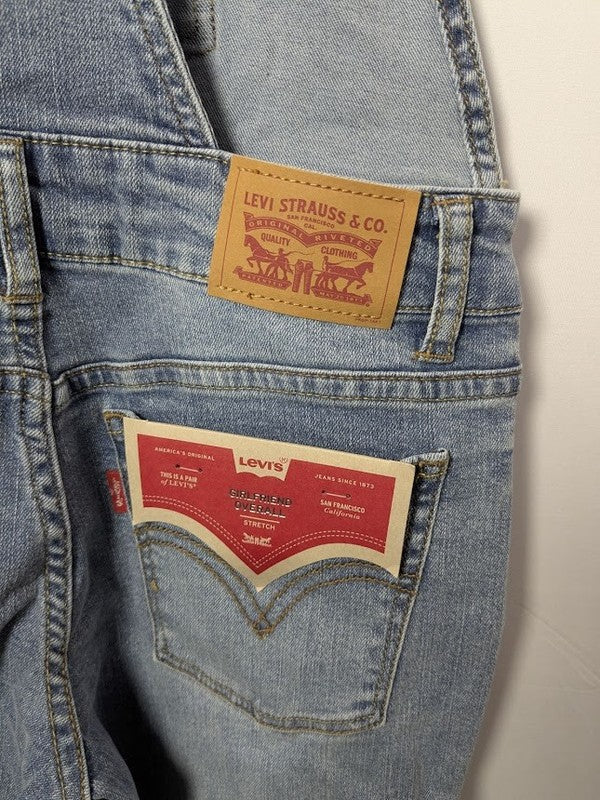 LEVI STRAUSS & CO.
SAN FRANCISCO
CAL.
ORIGINAL RIVETED
QUALITY CLOTHING
AMERICA'S ORIGINAL
Levi's®
JEANS SINCE 1873
THIS IS A PAIR
of LEVI'S®
GIRLFRIEND
OVERALL
STRETCH
SAN FRANCISCO
California
Levi's